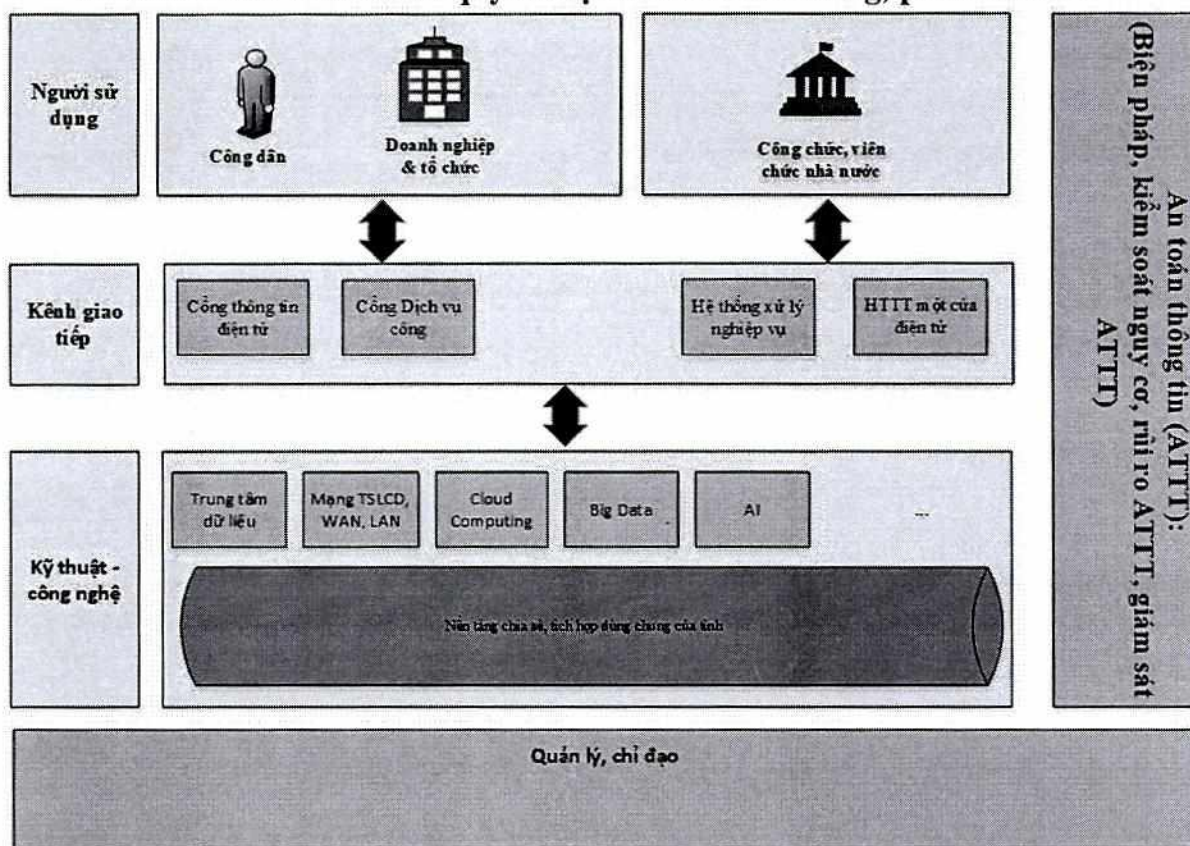 Người sử
dụng
Công dân
Doanh nghiệp
& tổ chức
Công chức, viên
chức nhà nước
Kênh giao
tiếp
Cổng thông tin
điện tử
Cổng Dịch vụ
công
Hệ thống xử lý
nghiệp vụ
HTTT một cửa
điện tử
Kỹ thuật -
công nghệ
Trung tâm
dữ liệu
Mạng TSLCD,
WAN, LAN
Cloud
Computing
Big Data
AI
...
Nền tảng chia sẻ, tích hợp dùng chung của tỉnh
An toán thông tin (ATTT):
(Biện pháp, kiểm soát nguy cơ, rủi ro ATTT, giám sát
ATTT)
Quản lý, chỉ đạo